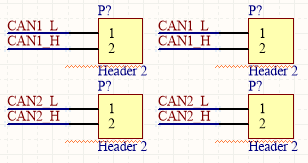 P? P?
CAN1_L 1 CAN1_L 1
CAN1_H 2 CAN1_H 2
Header 2 Header 2
P? P?
CAN2_L 1 CAN2_L 1
CAN2_H 2 CAN2_H 2
Header 2 Header 2